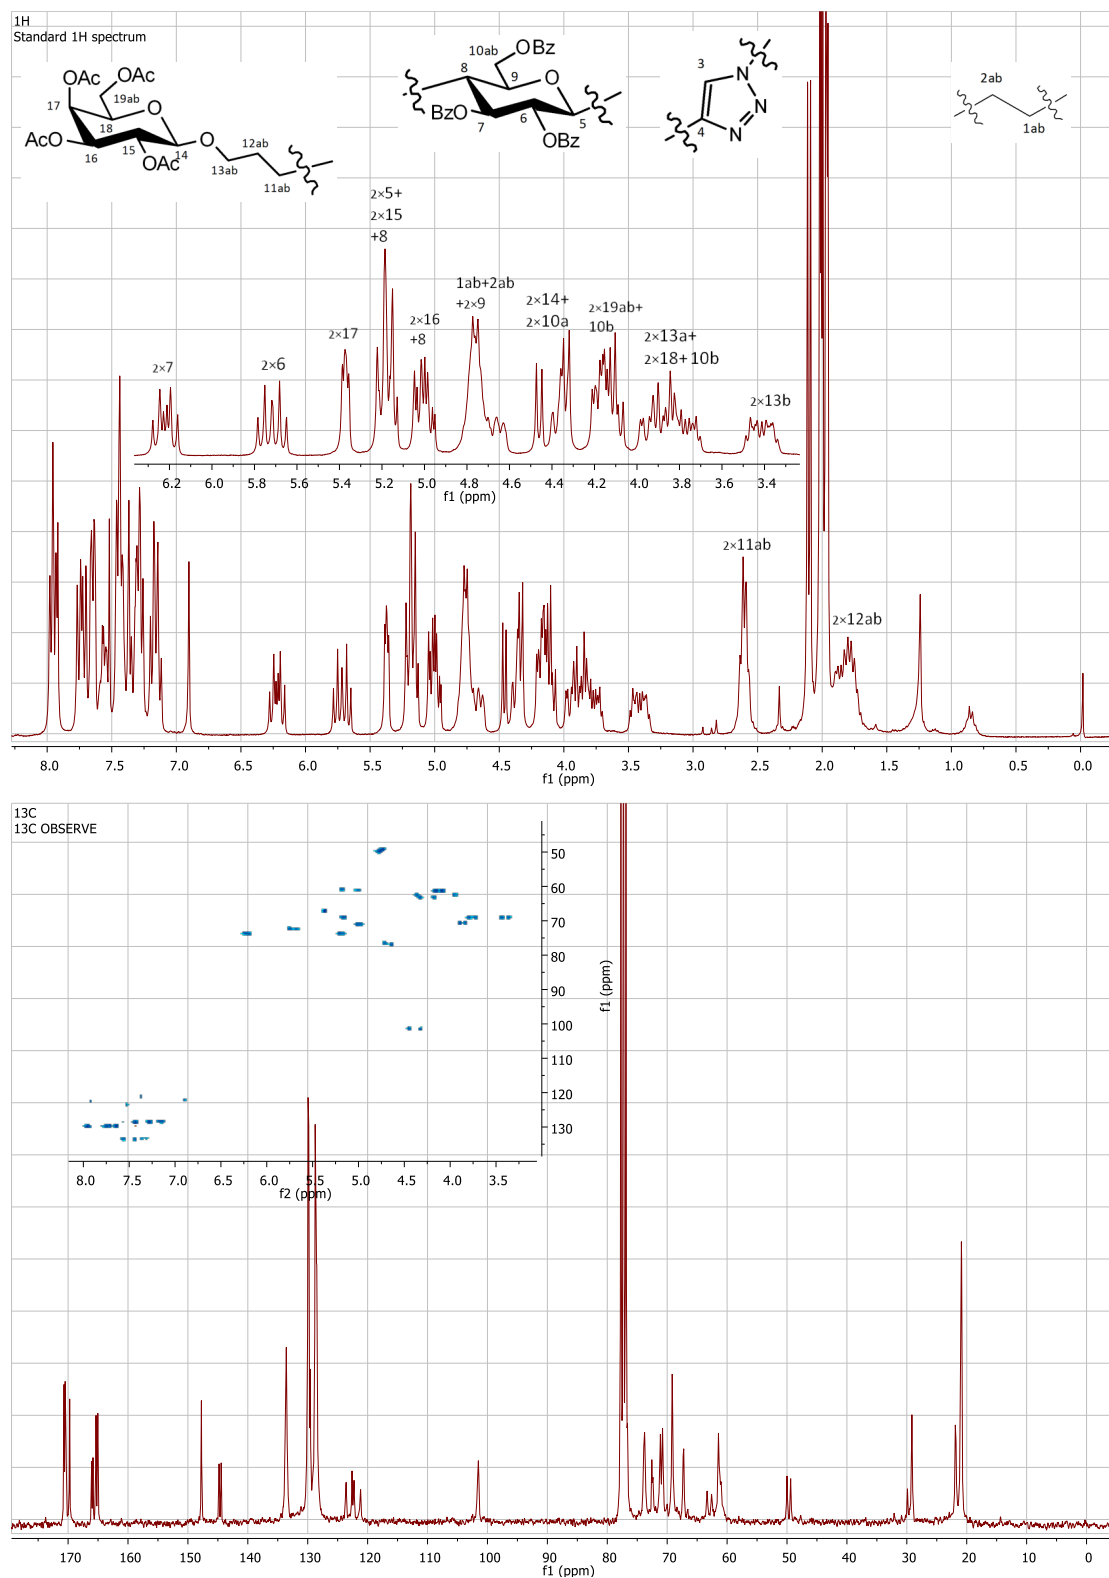 1H
Standard 1H spectrum
OAc
OAc
17
19ab
O
18
AcO
16
15
OAc
14
O
13ab
12ab
11ab
10ab
OBz
8
9
O
BzO
7
6
OBz
5
3
N
N
N
4
2ab
1ab
2×7
2×6
2×17
2×5+
2×15
+8
2×16
+8
1ab+2ab
+2×9
2×14+
2×10a
2×19ab+
10b
2×13a+
2×18+10b
2×13b
6.2 6.0 5.8 5.6 5.4 5.2 5.0 4.8 4.6 4.4 4.2 4.0 3.8 3.6 3.4
f1 (ppm)
2×11ab
2×12ab
8.0 7.5 7.0 6.5 6.0 5.5 5.0 4.5 4.0 3.5 3.0 2.5 2.0 1.5 1.0 0.5 0.0
f1 (ppm)
13C
13C OBSERVE
50
60
70
80
90
100
110
120
130
f1 (ppm)
8.0 7.5 7.0 6.5 6.0 5.5 5.0 4.5 4.0 3.5
f2 (ppm)
170 160 150 140 130 120 110 100 90 80 70 60 50 40 30 20 10 0
f1 (ppm)